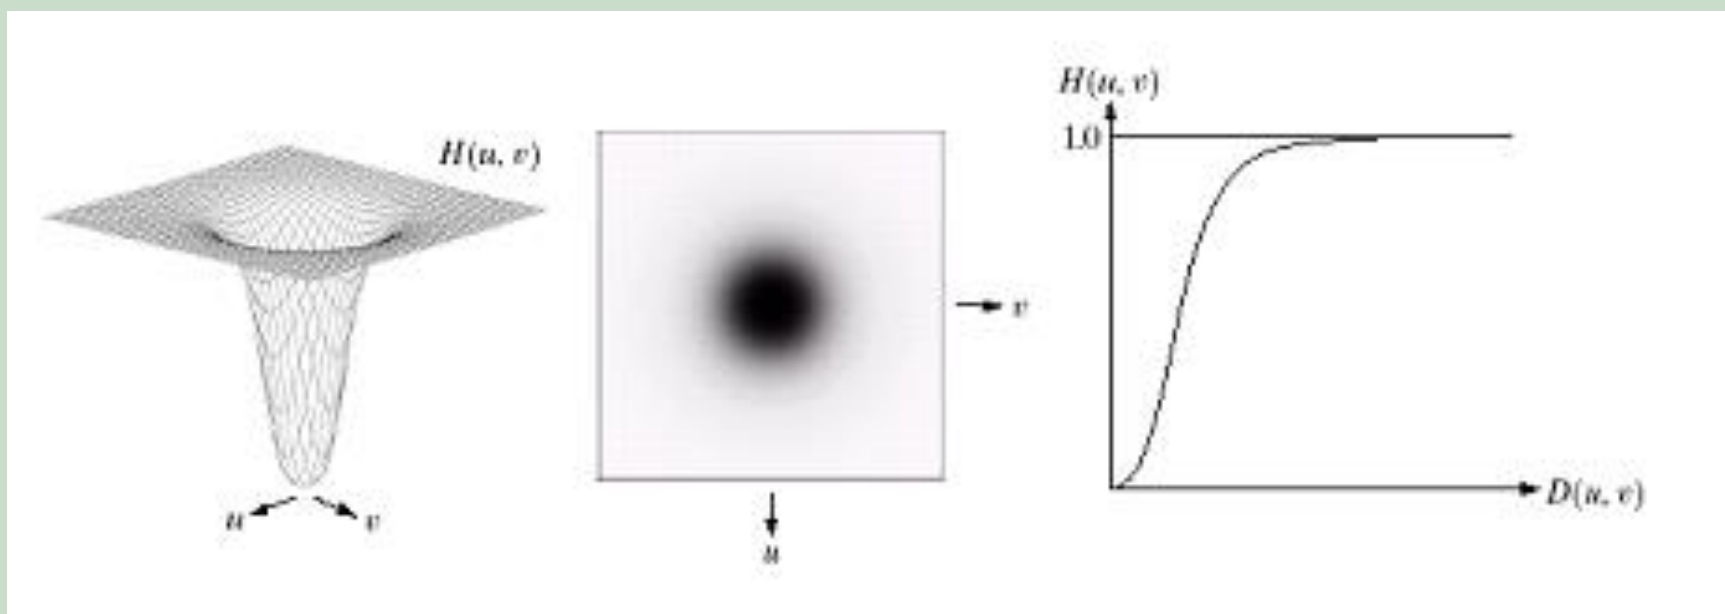 H(u, v)
u
v
v
u
H(u, v)
1.0
D(u, v)